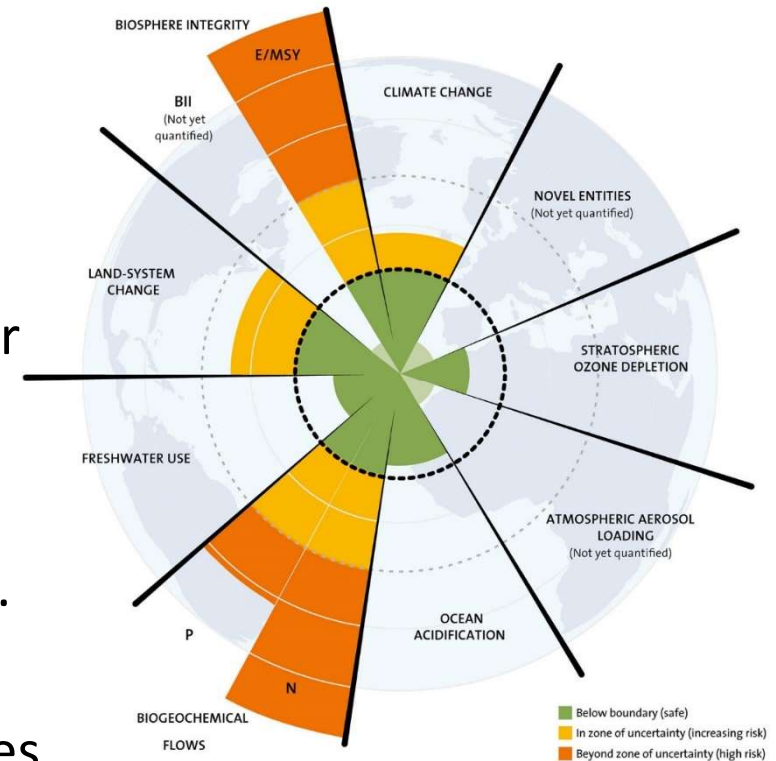 BIOSPHERE INTEGRITY
E/MSY
CLIMATE CHANGE
BII
(Not yet
quantified)
NOVEL ENTITIES
(Not yet quantified)
LAND-SYSTEM
CHANGE
r
STRATOSPHERIC
OZONE DEPLETION
FRESHWATER USE
ATMOSPHERIC AEROSOL
LOADING
(Not yet quantified)
.
OCEAN
ACIDIFICATION
P
N
BIOGEOCHEMICAL
FLOWS
es
Below boundary (safe)
In zone of uncertainty (increasing risk)
Beyond zone of uncertainty (high risk)